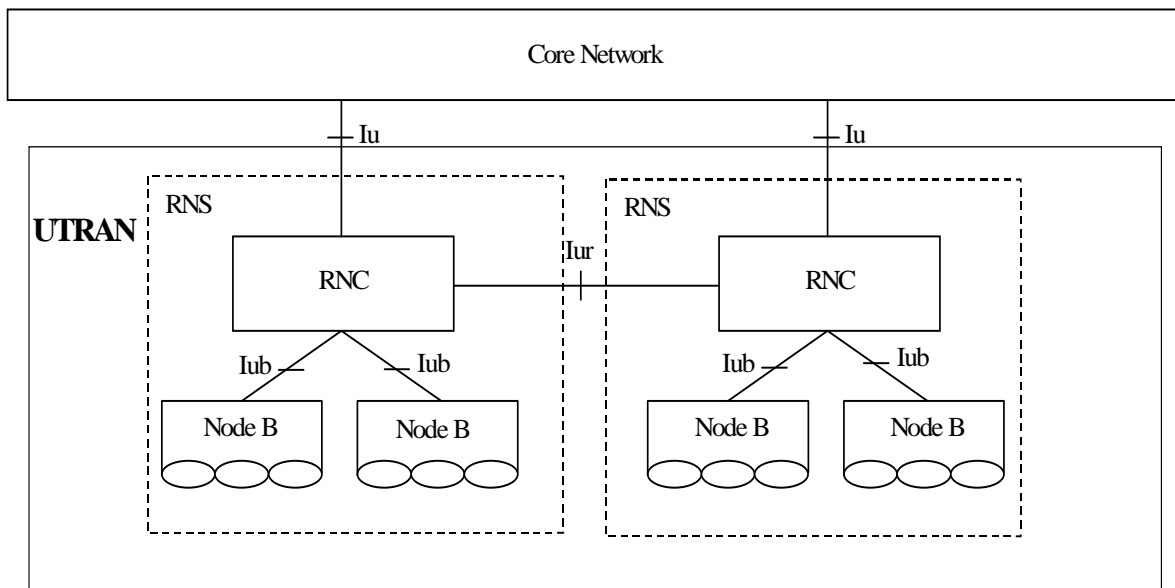 Core Network
Iu
Iu
RNS
RNS
UTRAN
Iur
RNC
RNC
Iub
Iub
Iub
Iub
Node B
Node B
Node B
Node B